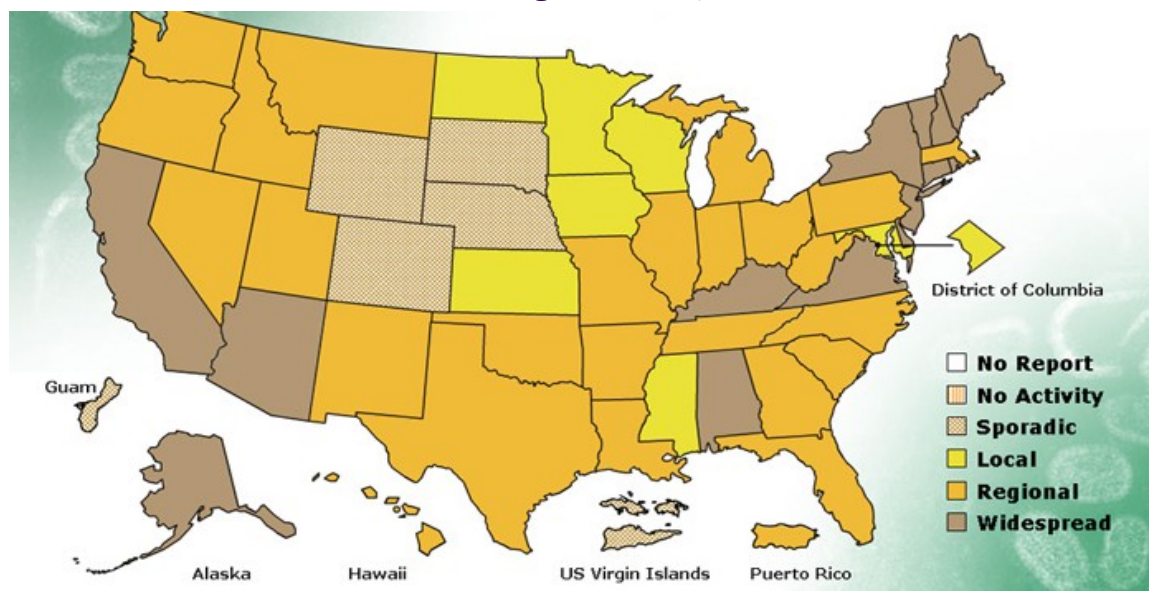 District of Columbia
No Report
No Activity
Sporadic
Local
Regional
Widespread
Guam
Alaska
Hawaii
US Virgin Islands
Puerto Rico